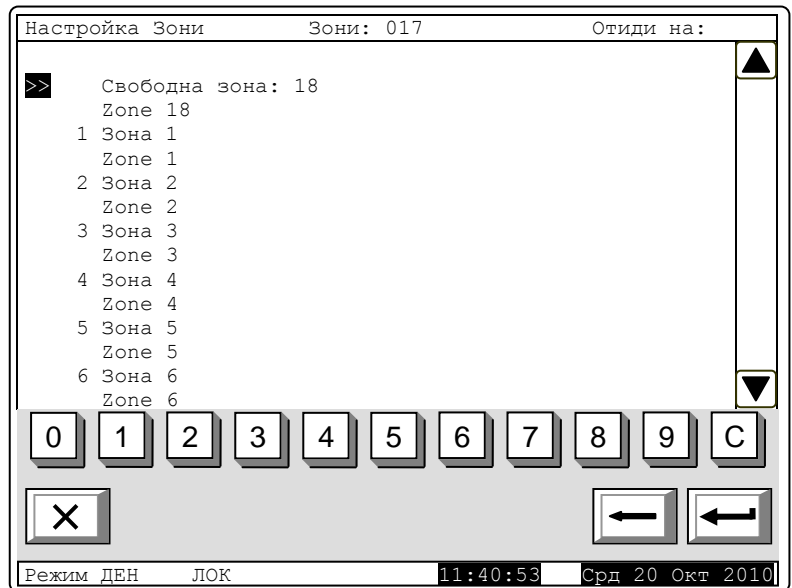 Настройка Зони Зони: 017 Отиди на:
>> Свободна зона: 18
Zone 18
1 Зона 1
Zone 1
2 Зона 2
Zone 2
3 Зона 3
Zone 3
4 Зона 4
Zone 4
5 Зона 5
Zone 5
6 Зона 6
Zone 6
0 1 2 3 4 5 6 7 8 9 C
Режим ДЕН ЛОК 11:40:53 Срд 20 Окт 2010